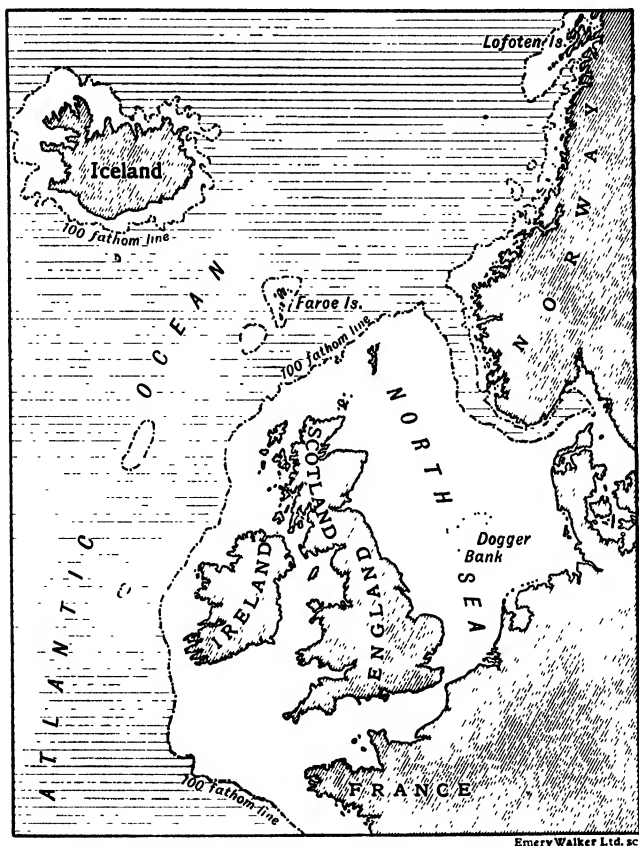 Lofoten Is.
NORWAY
Iceland
100 fathom line
ATLANTIC OCEAN
Faroe Is.
100 fathom line
NORTH SEA
SCOTLAND
Dogger
Bank
IRELAND
ENGLAND
100 fathom line
FRANCE
Emery Walker Ltd. sc